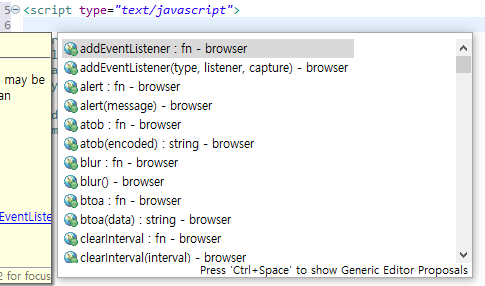 5 <script type="text/javascript">
6
may be
an
addEventListener : fn - browser
addEventListener(type, listener, capture) - browser
alert : fn - browser
alert(message) - browser
atob : fn - browser
atob(encoded) : string - browser
blur : fn - browser
blur() - browser
btoa : fn - browser
btoa(data) : string - browser
clearInterval : fn - browser
clearInterval(interval) - browser
EventListe
2 for focus
Press 'Ctrl+Space' to show Generic Editor Proposals